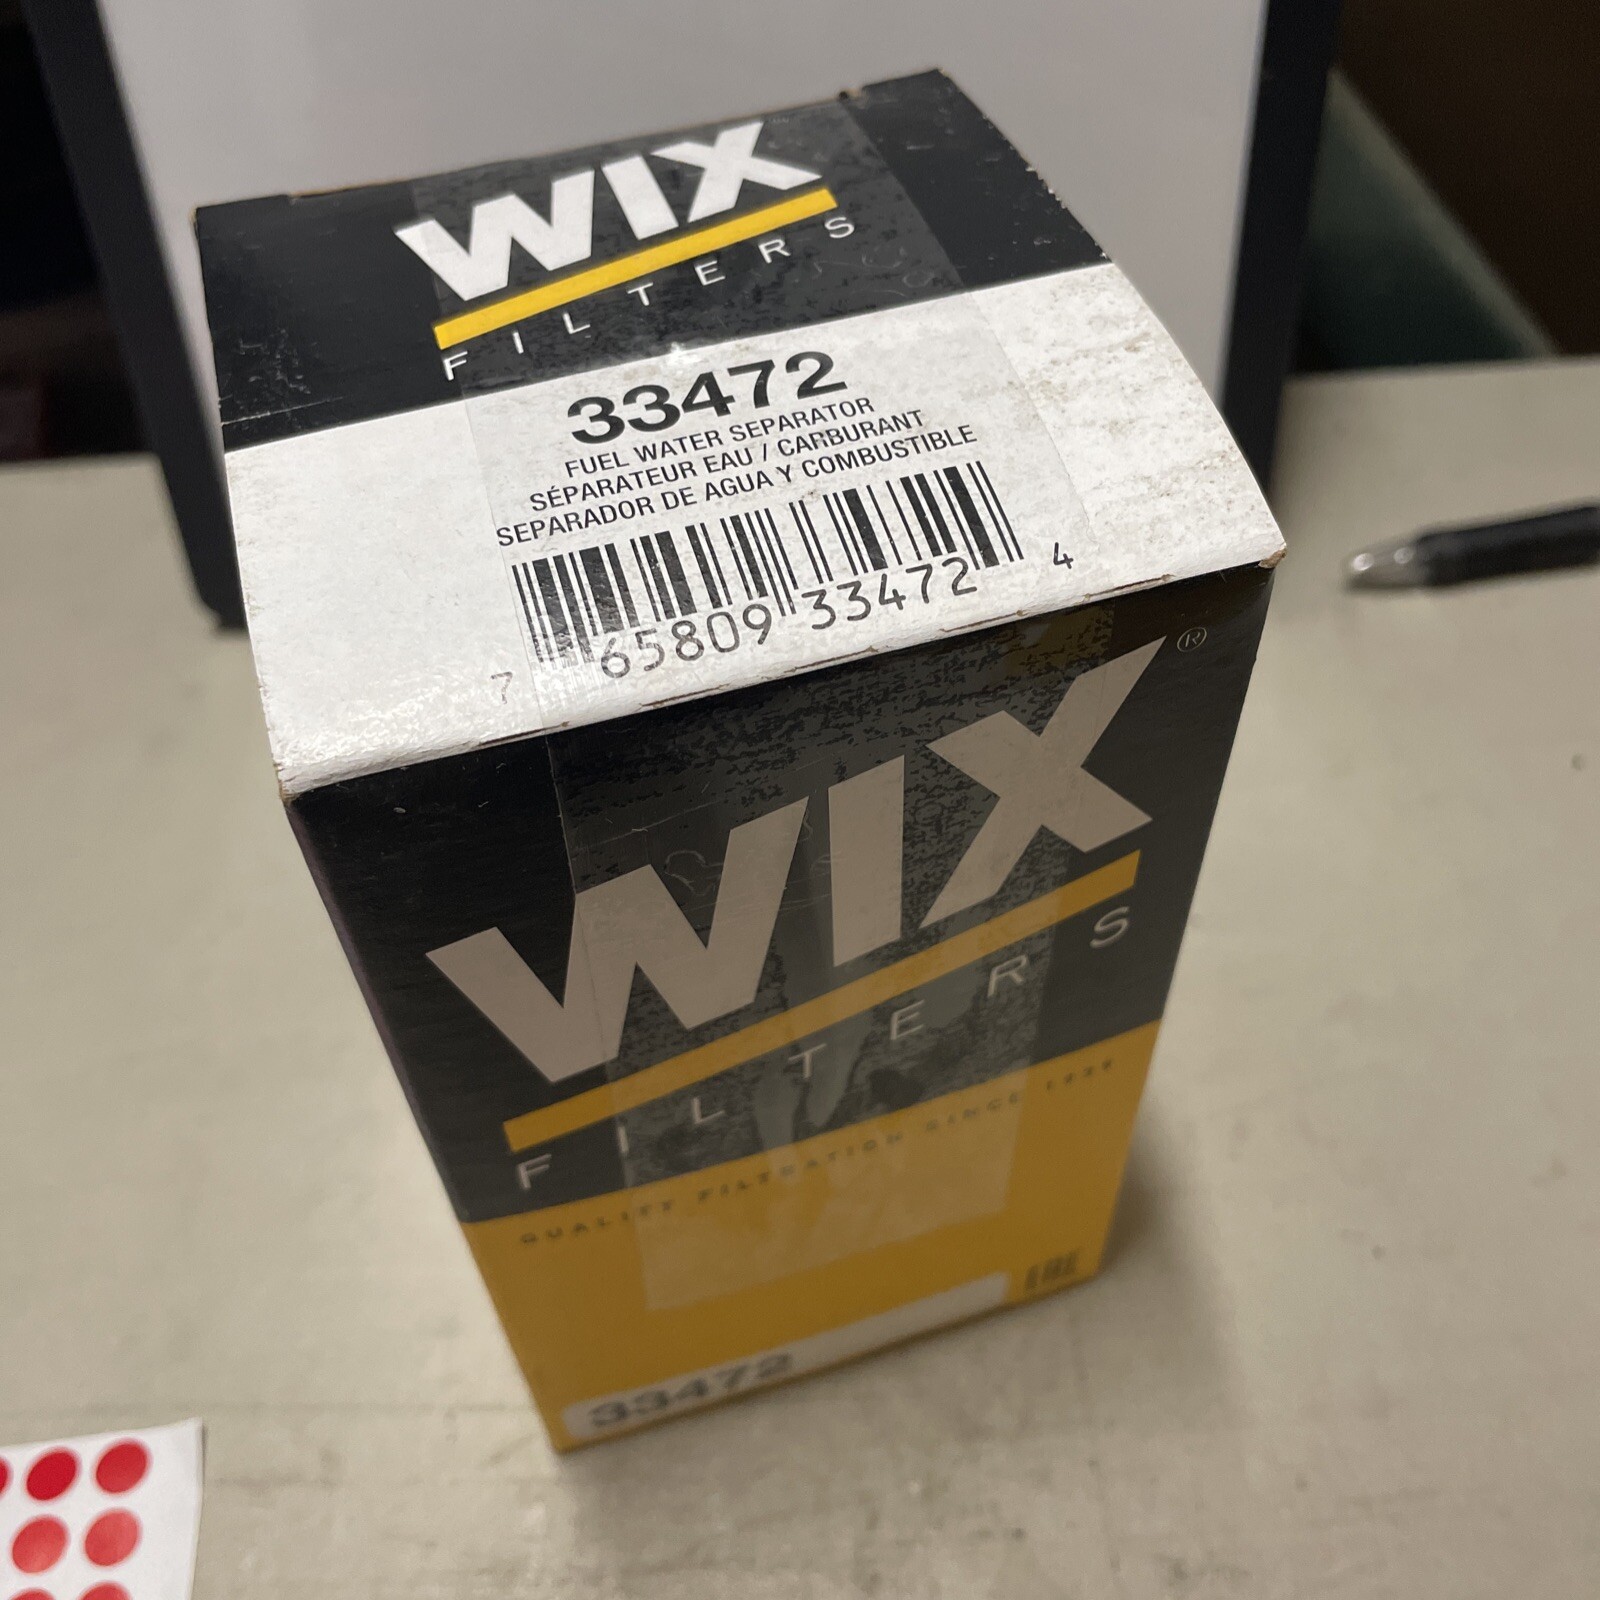 WIX
FILTERS
33472
FUEL WATER SEPARATOR
SÉPARATEUR EAU / CARBURANT
SEPARADOR DE AGUA Y COMBUSTIBLE
7 65809 33472 4
WIX®
FILTERS
QUALITY FILTRATION SINCE 1939
33472